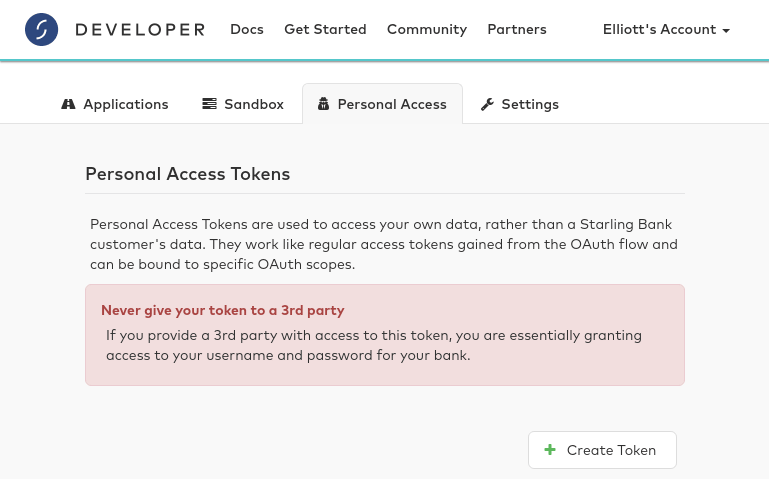 DEVELOPER Docs Get Started Community Partners Elliott's Account
Applications Sandbox Personal Access Settings
Personal Access Tokens
Personal Access Tokens are used to access your own data, rather than a Starling Bank
customer's data. They work like regular access tokens gained from the OAuth flow and
can be bound to specific OAuth scopes.
Never give your token to a 3rd party
If you provide a 3rd party with access to this token, you are essentially granting
access to your username and password for your bank.
Create Token